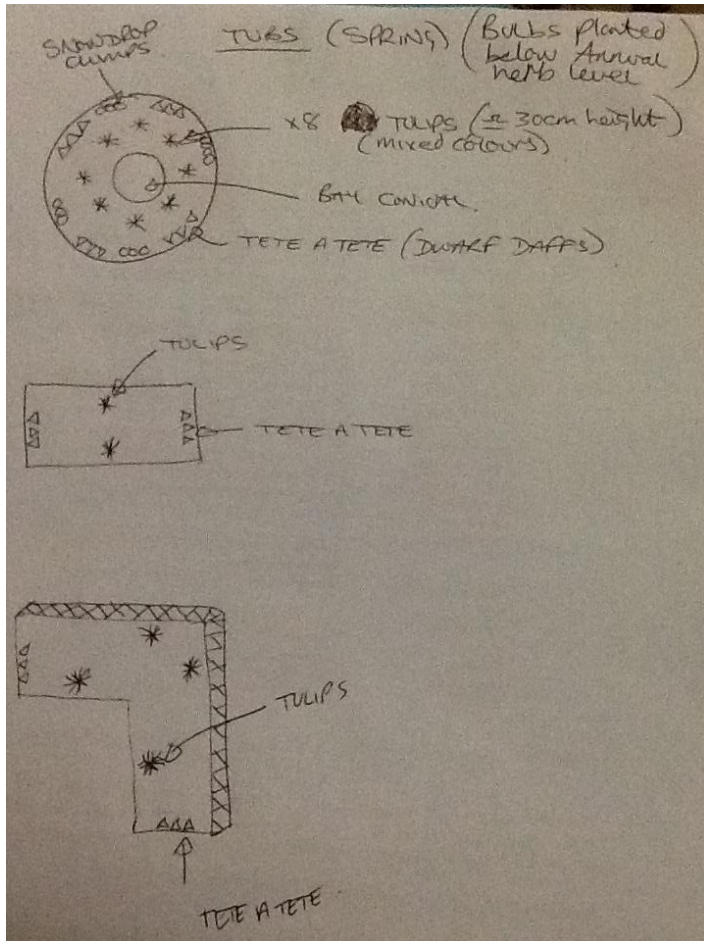 TUBS (SPRING) (Bulbs planted
below Annual
herb level)
SNOWDROP
CLUMPS
x8 TULIPS (≏ 30cm height)
(mixed colours)
BAY CONICAL.
TETE A TETE (DWARF DAFFS)
TULIPS
TETE A TETE
TULIPS
TETE A TETE